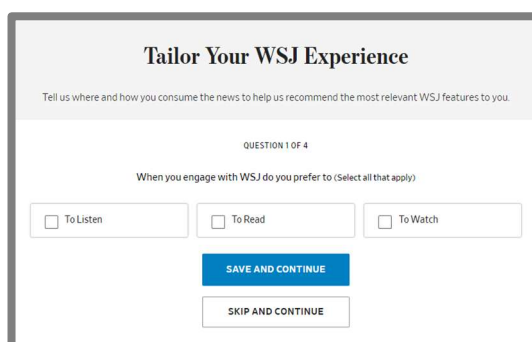 Tailor Your WSJ Experience
Tell us where and how you consume the news to help us recommend the most relevant WSJ features to you.
QUESTION 1 OF 4
When you engage with WSJ do you prefer to (Select all that apply)
To Listen
To Read
To Watch
SAVE AND CONTINUE
SKIP AND CONTINUE